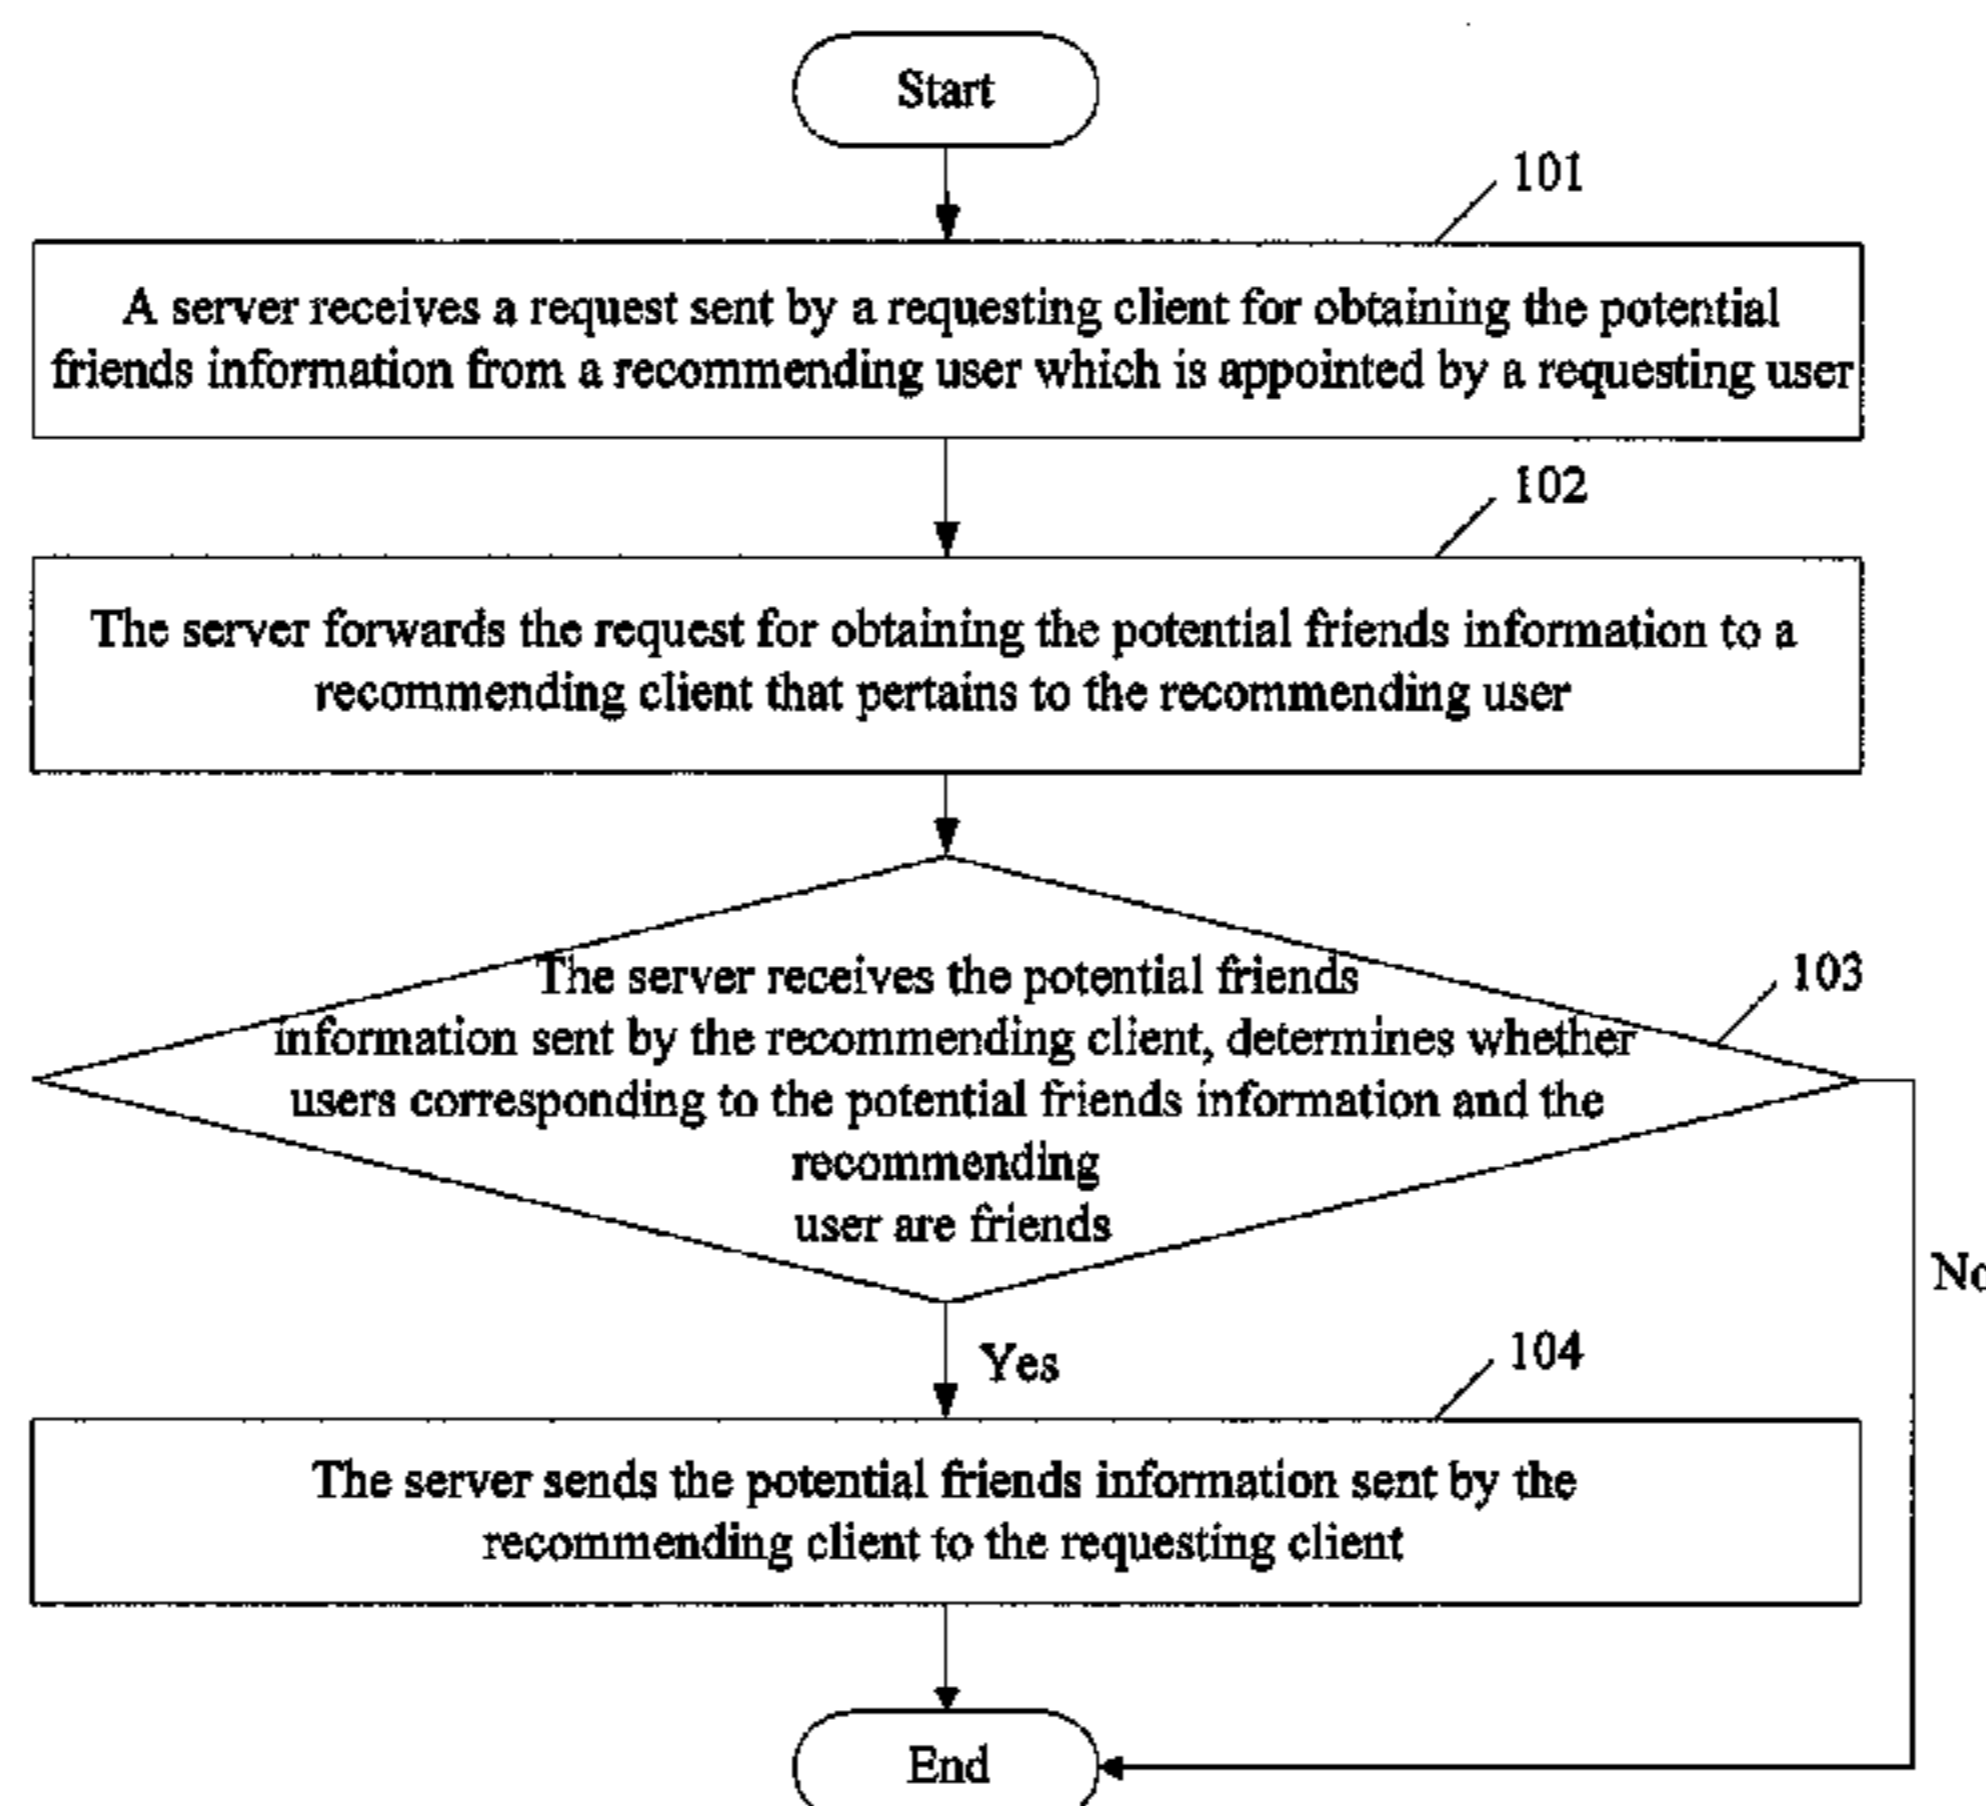 Start
101
A server receives a request sent by a requesting client for obtaining the potential
friends information from a recommending user which is appointed by a requesting user
102
The server forwards the request for obtaining the potential friends information to a
recommending client that pertains to the recommending user
The server receives the potential friends
103
information sent by the recommending client, determines whether
users corresponding to the potential friends information and the
recommending
user are friends
No
Yes
104
The server sends the potential friends information sent by the
recommending client to the requesting client
End